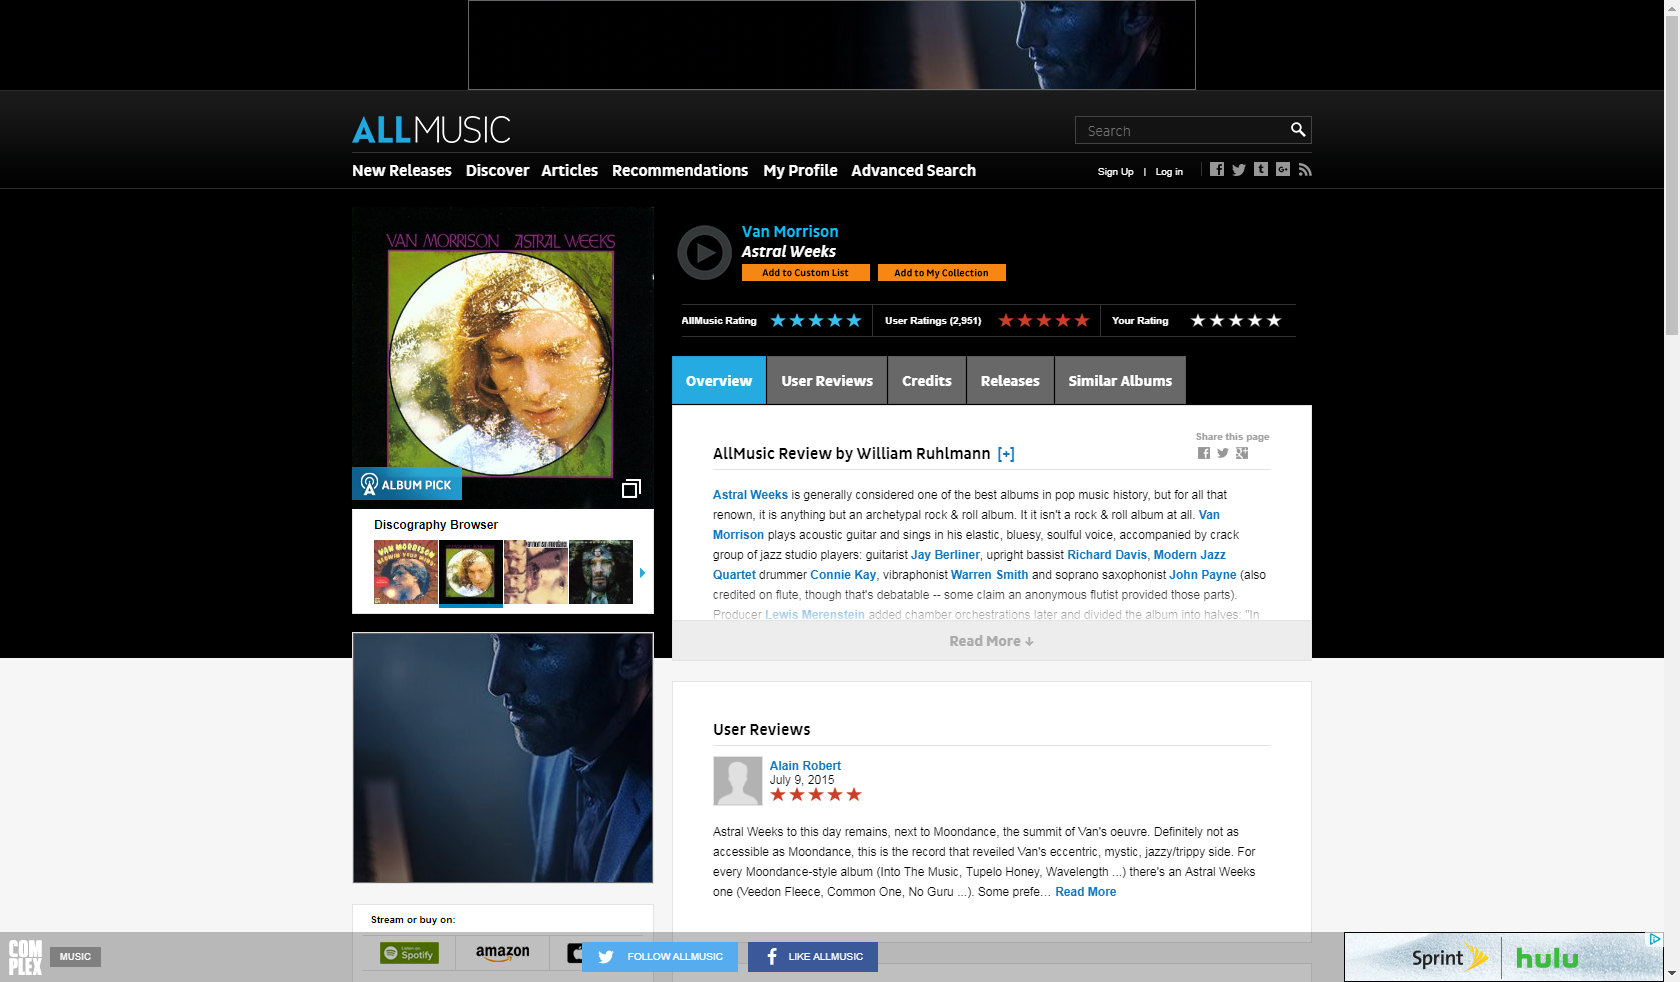 ALLMUSIC
Search
New Releases Discover Articles Recommendations My Profile Advanced Search
Sign Up | Log in
VAN MORRISON ASTRAL WEEKS
ALBUM PICK
Van Morrison
Astral Weeks
Add to Custom List Add to My Collection
AllMusic Rating User Ratings (2,951) Your Rating
Overview User Reviews Credits Releases Similar Albums
Share this page
AllMusic Review by William Ruhlmann [+]
Astral Weeks is generally considered one of the best albums in pop music history, but for all that
renown, it is anything but an archetypal rock & roll album. It it isn't a rock & roll album at all. Van
Morrison plays acoustic guitar and sings in his elastic, bluesy, soulful voice, accompanied by crack
group of jazz studio players: guitarist Jay Berliner, upright bassist Richard Davis, Modern Jazz
Quartet drummer Connie Kay, vibraphonist Warren Smith and soprano saxophonist John Payne (also
credited on flute, though that's debatable -- some claim an anonymous flutist provided those parts).
Producer Lewis Merenstein added chamber orchestrations later and divided the album into halves: "In
Read More ↓
Discography Browser
VAN MORRISON
User Reviews
Alain Robert
July 9, 2015
Astral Weeks to this day remains, next to Moondance, the summit of Van's oeuvre. Definitely not as
accessible as Moondance, this is the record that reveiled Van's eccentric, mystic, jazzy/trippy side. For
every Moondance-style album (Into The Music, Tupelo Honey, Wavelength ...) there's an Astral Weeks
one (Veedon Fleece, Common One, No Guru ...). Some prefe... Read More
Stream or buy on:
Listen on
Spotify
amazon
COMPLEX
MUSIC
FOLLOW ALLMUSIC
LIKE ALLMUSIC
Sprint hulu